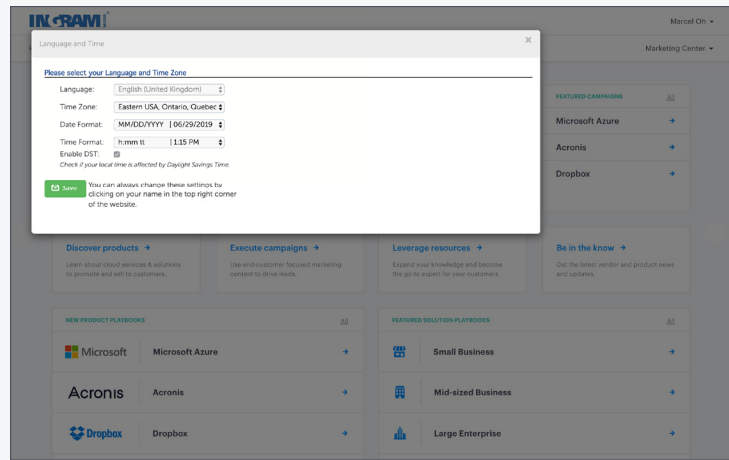 INGRAM
Marcel Oh
Language and Time
×
Marketing Center
Please select your Language and Time Zone
Language: English (United Kingdom)
Time Zone: Eastern USA, Ontario, Quebec
Date Format: MM/DD/YYYY | 06/29/2019
Time Format: h:mm tt | 1:15 PM
Enable DST:
Check if your local time is affected by Daylight Savings Time.
Save
You can always change these settings by
clicking on your name in the top right corner
of the website.
FEATURED CAMPAIGNS All
Microsoft Azure
Acronis
Dropbox
Discover products
Learn about cloud services & solutions
to promote and sell to customers.
Execute campaigns
Use end-customer focused marketing
content to drive leads.
Leverage resources
Expand your knowledge and become
the go-to expert for your customers.
Be in the know
Get the latest vendor and product news
and updates.
NEW PRODUCT PLAYBOOKS All
Microsoft Microsoft Azure
Acronis Acronis
Dropbox Dropbox
FEATURED SOLUTION PLAYBOOKS All
Small Business
Mid-sized Business
Large Enterprise